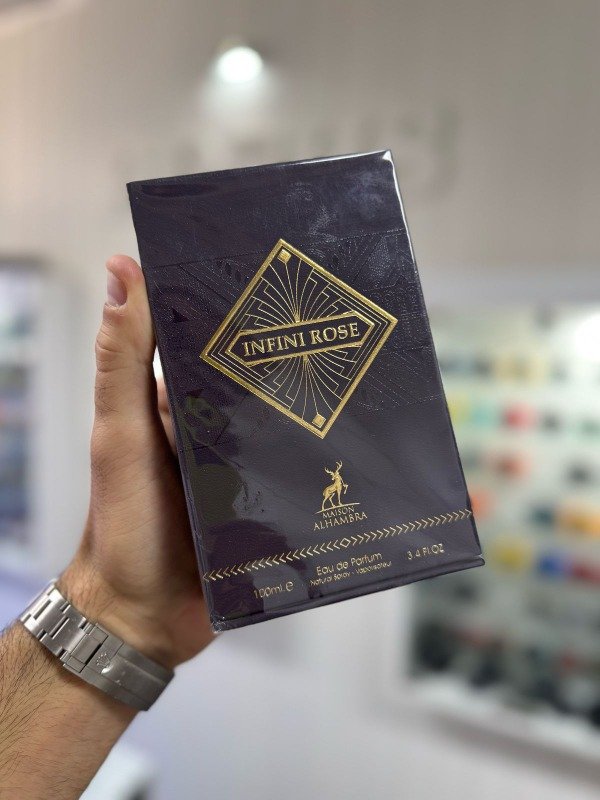 INFINI ROSE
MAISON
ALHAMBRA
Eau de Parfum
Natural Spray - Vaporisateur
100ml. e
3.4 FL.OZ